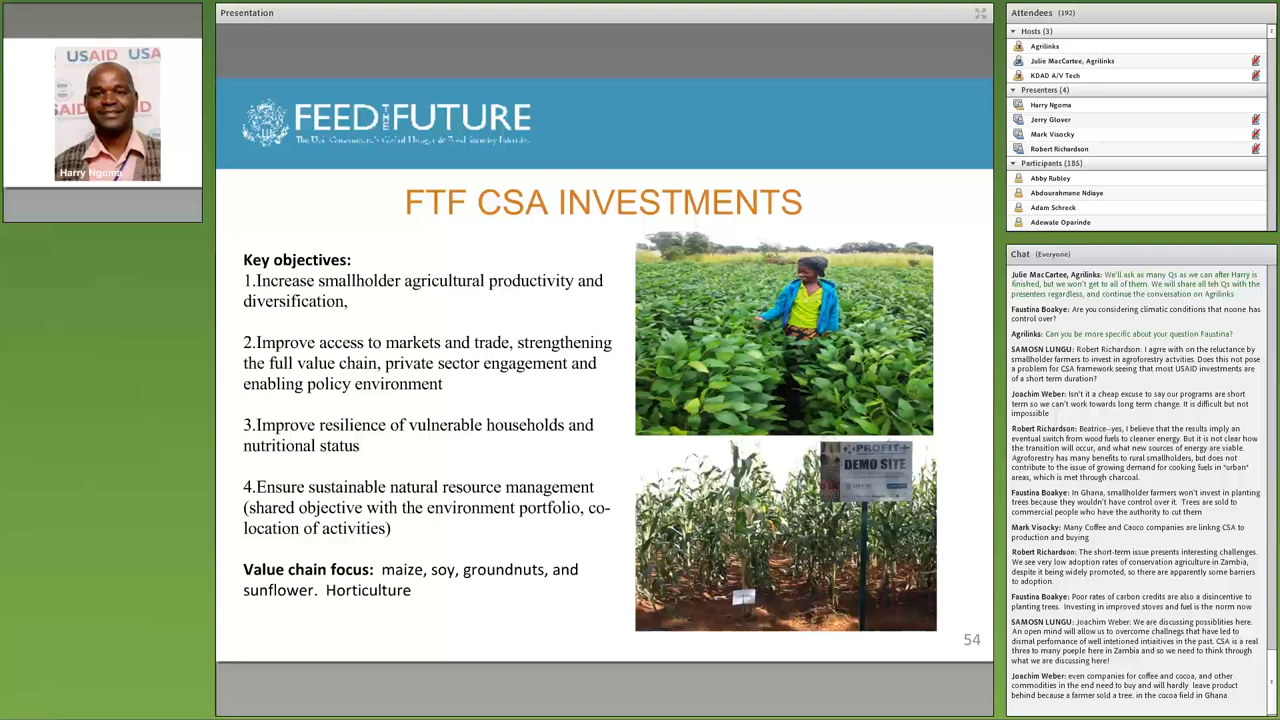 USAID USA
SAID
Harry Ngoma
Presentation
FEED THE FUTURE
The U.S. Government's Global Hunger & Food Security Initiative
FTF CSA INVESTMENTS
Key objectives:
1.Increase smallholder agricultural productivity and
diversification,
2.Improve access to markets and trade, strengthening
the full value chain, private sector engagement and
enabling policy environment
3.Improve resilience of vulnerable households and
nutritional status
4.Ensure sustainable natural resource management
(shared objective with the environment portfolio, co-
location of activities)
Value chain focus: maize, soy, groundnuts, and
sunflower. Horticulture
PROFIT+
DEMO SITE
54
Attendees (192)
Hosts (3)
Agrilinks
Julie MacCartee, Agrilinks
KDAD A/V Tech
Presenters (4)
Harry Ngoma
Jerry Glover
Mark Visocky
Robert Richardson
Participants (185)
Abby Rubley
Abdourahmane Ndiaye
Adam Schreck
Adewale Oparinde
Chat (Everyone)
Julie MacCartee, Agrilinks: We'll ask as many Qs as we can after Harry is
finished, but we won't get to all of them. We will share all teh Qs with the
presenters regardless, and continue the conversation on Agrilinks
Faustina Boakye: Are you considering climatic conditions that noone has
control over?
Agrilinks: Can you be more specific about your question Faustina?
SAMOSN LUNGU: Robert Richardson: I agrre with on the reluctance by
smallholder farmers to invest in agroforestry actvities. Does this not pose
a problem for CSA framework seeing that most USAID investments are
of a short term duration?
Joachim Weber: Isn't it a cheap excuse to say our programs are short
term so we can't work towards long term change. It is difficult but not
impossible
Robert Richardson: Beatrice--yes, I believe that the results imply an
eventual switch from wood fuels to cleaner energy. But it is not clear how
the transition will occur, and what new sources of energy are viable.
Agroforestry has many benefits to rural smallholders, but does not
contribute to the issue of growing demand for cooking fuels in *urban*
areas, which is met through charcoal.
Faustina Boakye: In Ghana, smallholder farmers won't invest in planting
trees because they wouldn't have control over it. Trees are sold to
commercial people who have the authority to cut them
Mark Visocky: Many Coffee and Caoco companies are linkng CSA to
production and buying
Robert Richardson: The short-term issue presents interesting challenges.
We see very low adoption rates of conservation agriculture in Zambia,
despite it being widely promoted, so there are apparently some barriers
to adoption.
Faustina Boakye: Poor rates of carbon credits are also a disincentive to
planting trees. Investing in improved stoves and fuel is the norm now
SAMOSN LUNGU: Joachim Weber: We are discussing possiblities here.
An open mind will allow us to overcome challnegs that have led to
dismal perfomance of well intetioned intiaitives in the past. CSA is a real
threa to many poeple here in Zambia and so we need to think through
what we are discussing here!
Joachim Weber: even companies for coffee and cocoa, and other
commodities in the end need to buy and will hardly leave product
behind because a farmer sold a tree. in the cocoa field in Ghana.